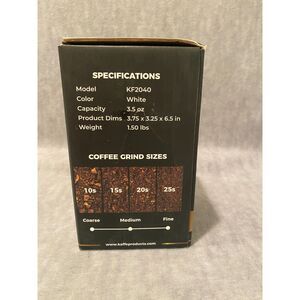 SPECIFICATIONS
Model KF2040
Color White
Capacity 3.5 oz
Product Dims 3.75 x 3.25 x 6.5 in
Weight 1.50 lbs
COFFEE GRIND SIZES
10s 15s 20s 25s
Coarse Medium Fine
www.kaffeproducts.com